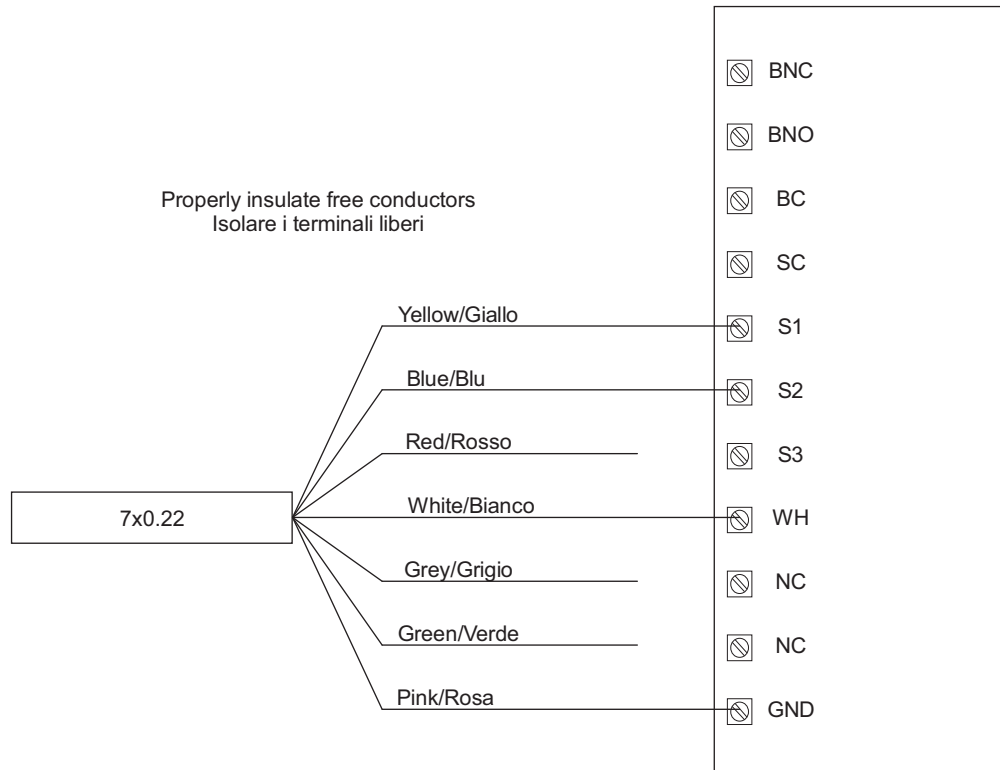 BNC
BNO
Properly insulate free conductors
Isolare i terminali liberi
BC
SC
Yellow/Giallo
S1
Blue/Blu
S2
Red/Rosso
S3
7x0.22
White/Bianco
WH
Grey/Grigio
NC
Green/Verde
NC
Pink/Rosa
GND